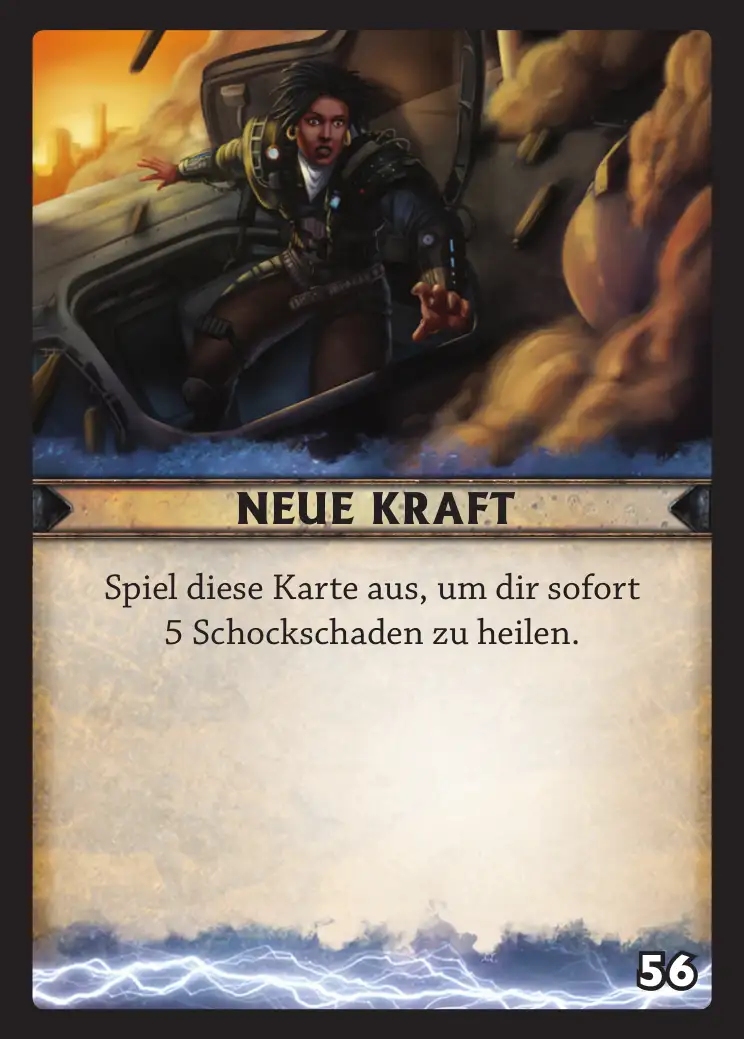 NEUE KRAFT
Spiel diese Karte aus, um dir sofort
5 Schockschaden zu heilen.
56